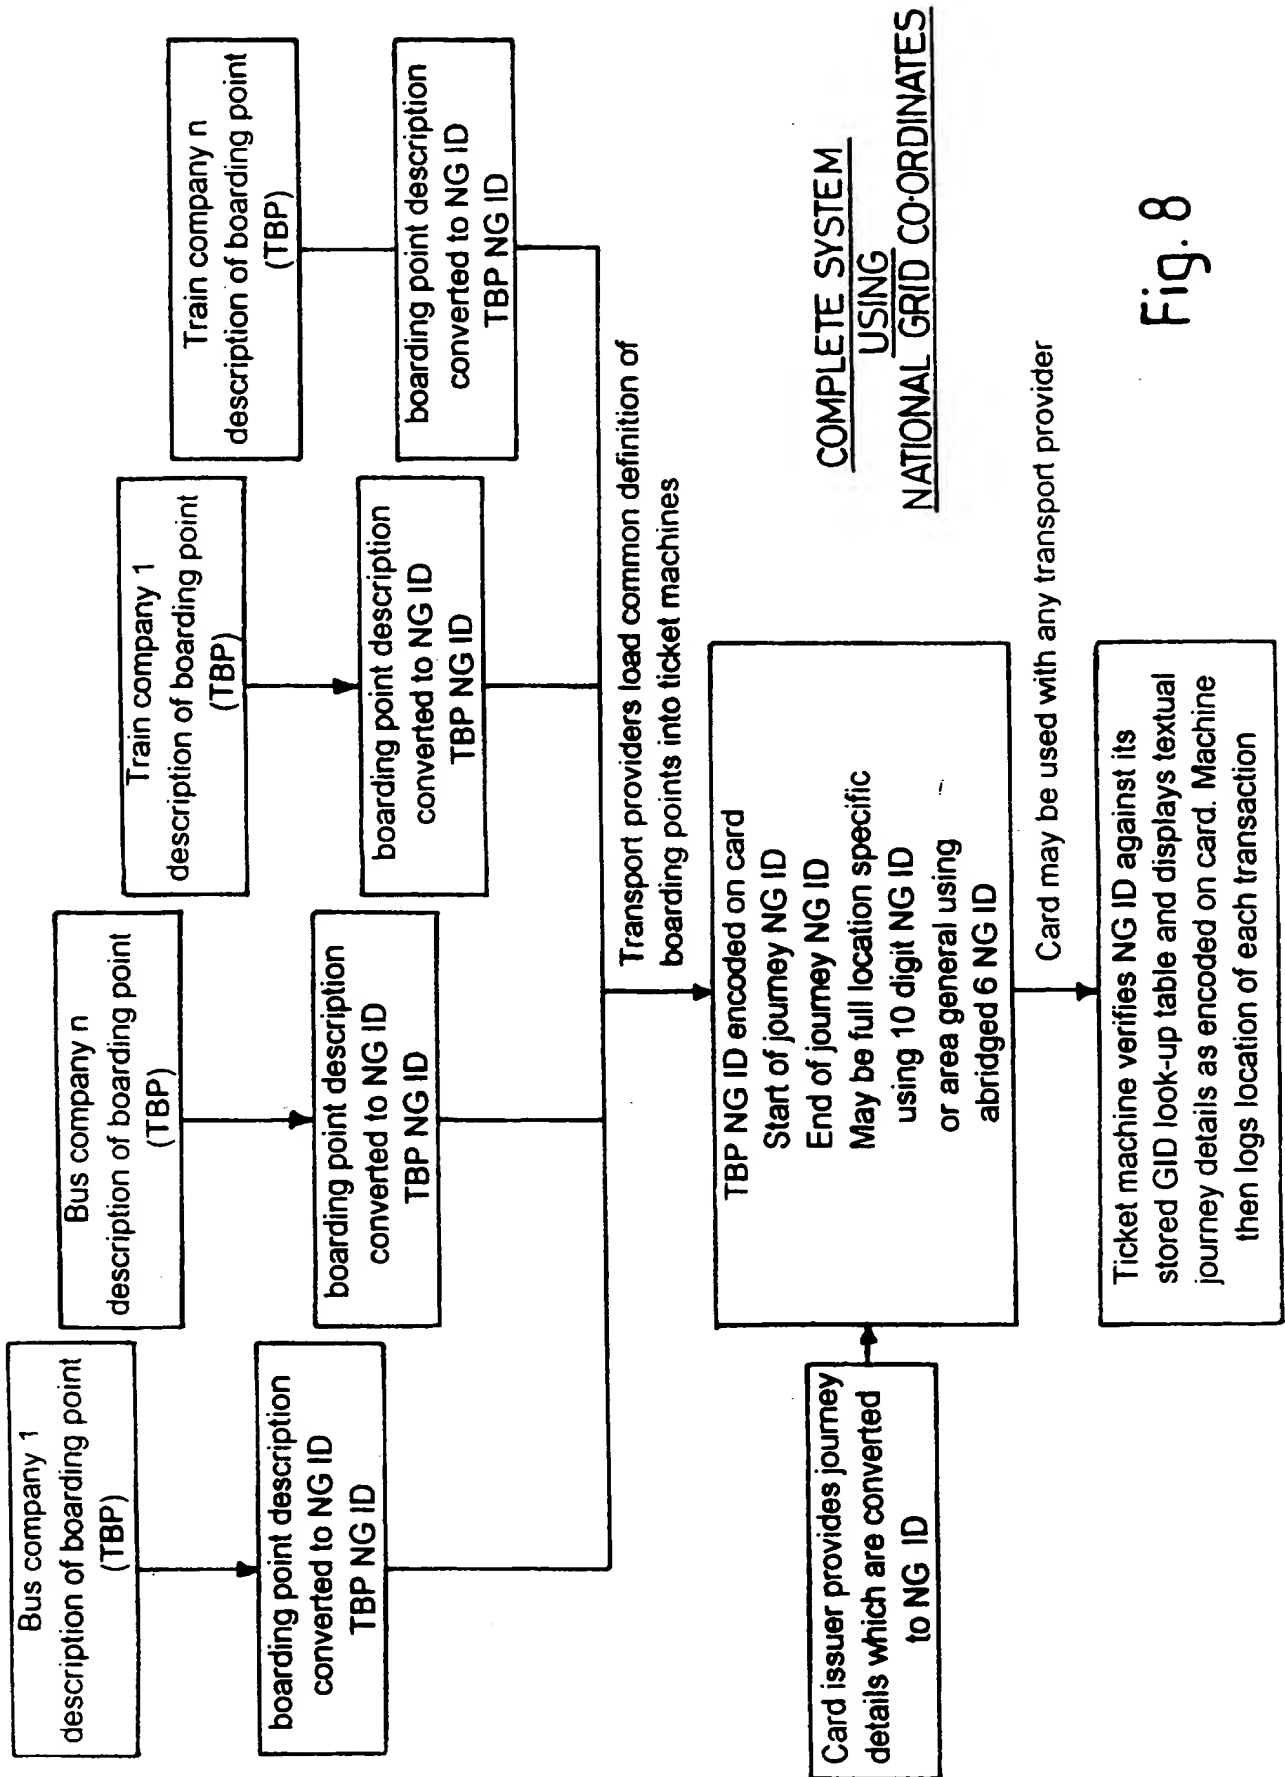 Bus company 1
description of boarding point
(TBP)
Bus company n
description of boarding point
(TBP)
Train company 1
description of boarding point
(TBP)
Train company n
description of boarding point
(TBP)
boarding point description
converted to NG ID
TBP NG ID
boarding point description
converted to NG ID
TBP NG ID
boarding point description
converted to NG ID
TBP NG ID
boarding point description
converted to NG ID
TBP NG ID
Transport providers load common definition of
boarding points into ticket machines
Card issuer provides journey
details which are converted
to NG ID
TBP NG ID encoded on card
Start of journey NG ID
End of journey NG ID
May be full location specific
using 10 digit NG ID
or area general using
abridged 6 NG ID
Card may be used with any transport provider
Ticket machine verifies NG ID against its
stored GID look-up table and displays textual
journey details as encoded on card. Machine
then logs location of each transaction
COMPLETE SYSTEM
USING
NATIONAL GRID CO-ORDINATES
Fig. 8